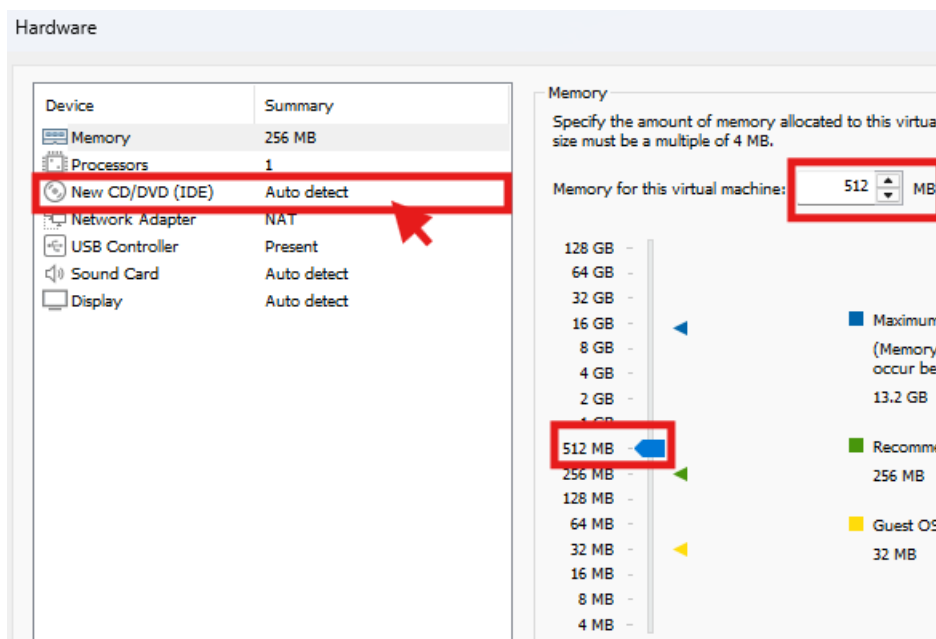 Hardware
Device Summary
Memory 256 MB
Processors 1
New CD/DVD (IDE) Auto detect
Network Adapter NAT
USB Controller Present
Sound Card Auto detect
Display Auto detect
Memory
Specify the amount of memory allocated to this virtua
size must be a multiple of 4 MB.
Memory for this virtual machine: 512 MB
128 GB
64 GB
32 GB
16 GB
8 GB
4 GB
2 GB
1 GB
512 MB
256 MB
128 MB
64 MB
32 MB
16 MB
8 MB
4 MB
Maximum
(Memory
occur be
13.2 GB
Recomme
256 MB
Guest OS
32 MB